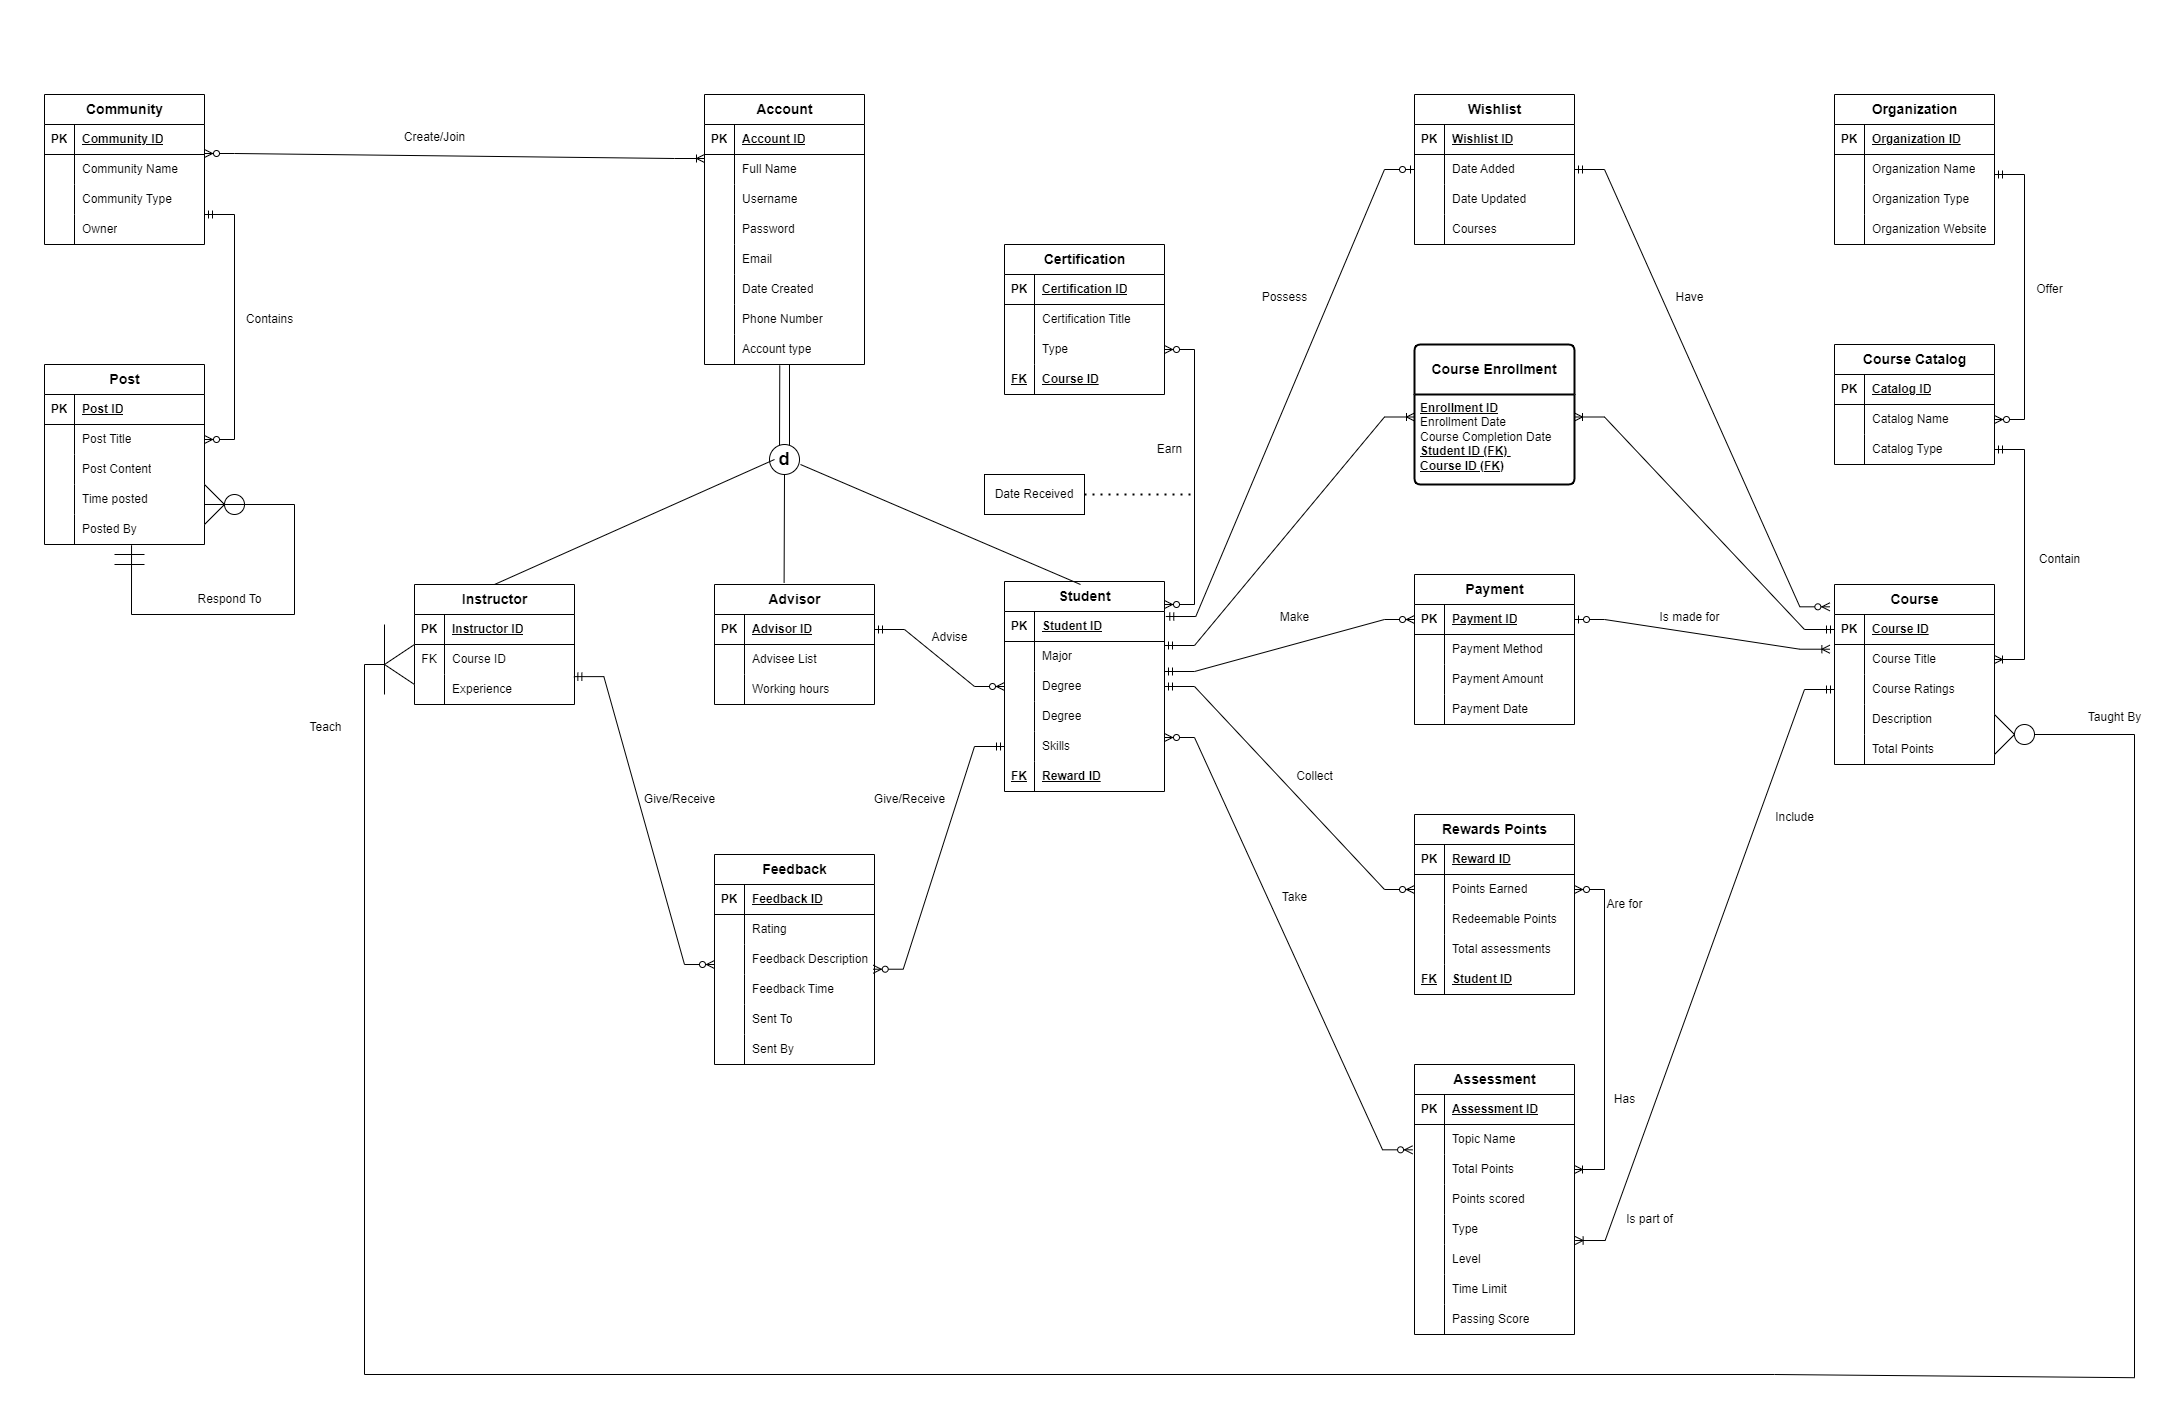 Community
PK Community ID
Community Name
Community Type
Owner
Create/Join
Account
PK Account ID
Full Name
Username
Password
Email
Date Created
Phone Number
Account type
d
Contains
Post
PK Post ID
Post Title
Post Content
Time posted
Posted By
Respond To
Certification
PK Certification ID
Certification Title
Type
FK Course ID
Earn
Date Received
Wishlist
PK Wishlist ID
Date Added
Date Updated
Courses
Possess
Have
Organization
PK Organization ID
Organization Name
Organization Type
Organization Website
Offer
Course Enrollment
Enrollment ID
Enrollment Date
Course Completion Date
Student ID (FK)
Course ID (FK)
Course Catalog
PK Catalog ID
Catalog Name
Catalog Type
Contain
Instructor
PK Instructor ID
FK Course ID
Experience
Teach
Advisor
PK Advisor ID
Advisee List
Working hours
Advise
Student
PK Student ID
Major
Degree
Degree
Skills
FK Reward ID
Make
Payment
PK Payment ID
Payment Method
Payment Amount
Payment Date
Is made for
Course
PK Course ID
Course Title
Course Ratings
Description
Total Points
Taught By
Give/Receive
Give/Receive
Collect
Include
Feedback
PK Feedback ID
Rating
Feedback Description
Feedback Time
Sent To
Sent By
Take
Rewards Points
PK Reward ID
Points Earned
Redeemable Points
Total assessments
FK Student ID
Are for
Has
Assessment
PK Assessment ID
Topic Name
Total Points
Points scored
Type
Level
Time Limit
Passing Score
Is part of